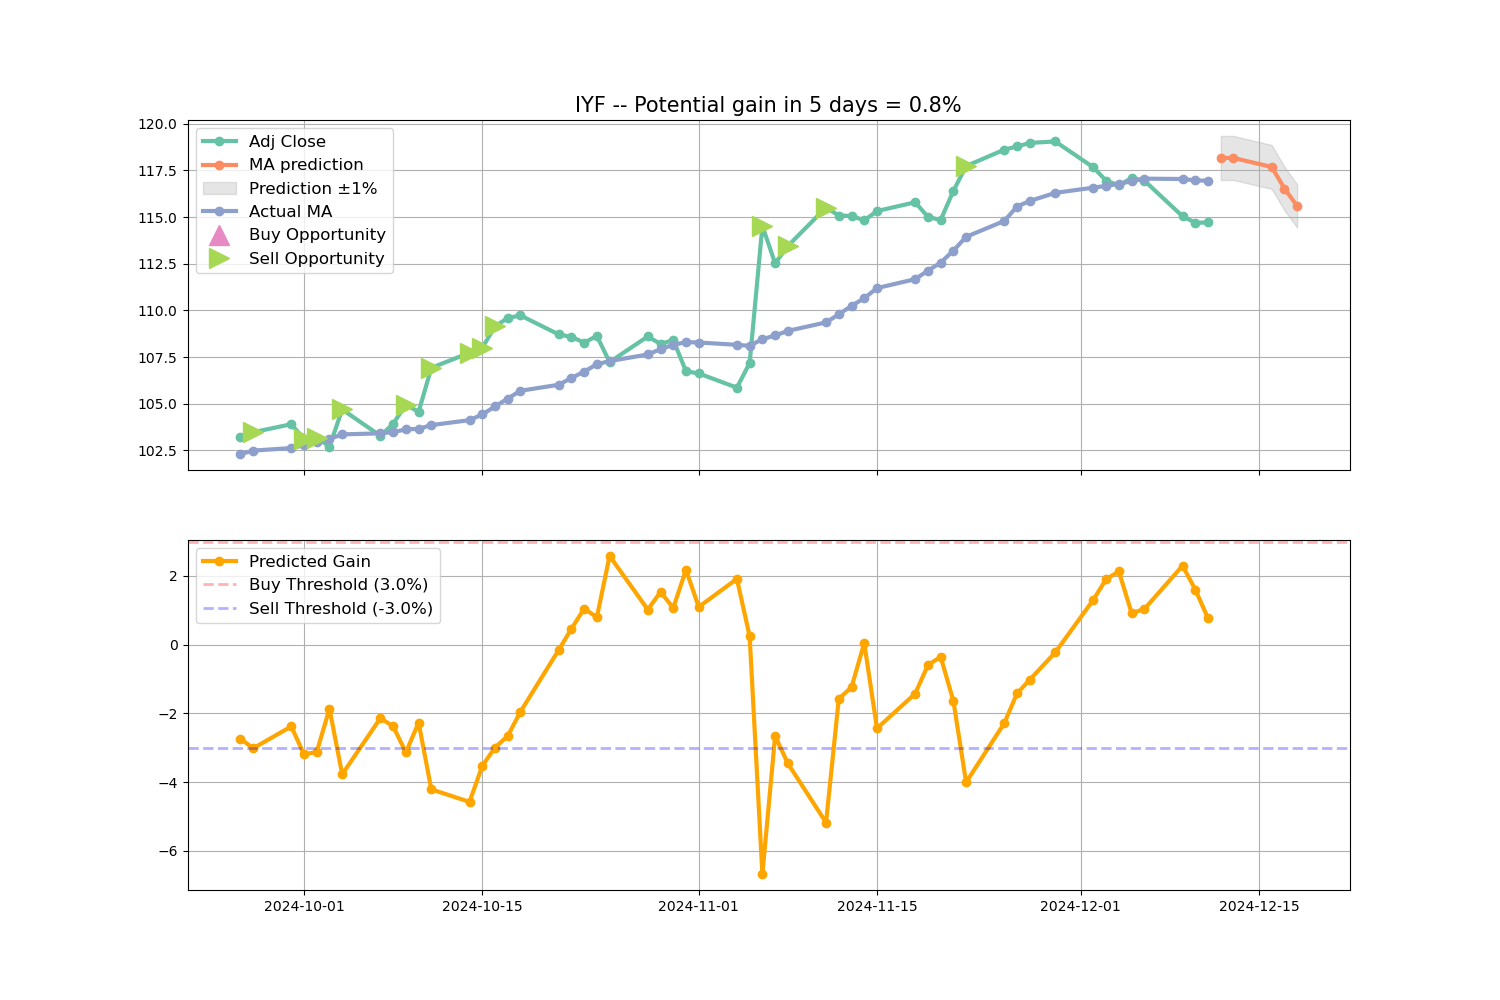 IYF -- Potential gain in 5 days = 0.8%
120.0
117.5
115.0
112.5
110.0
107.5
105.0
102.5
Adj Close
MA prediction
Prediction ±1%
Actual MA
Buy Opportunity
Sell Opportunity
2
0
−2
−4
−6
Predicted Gain
Buy Threshold (3.0%)
Sell Threshold (-3.0%)
2024-10-01
2024-10-15
2024-11-01
2024-11-15
2024-12-01
2024-12-15